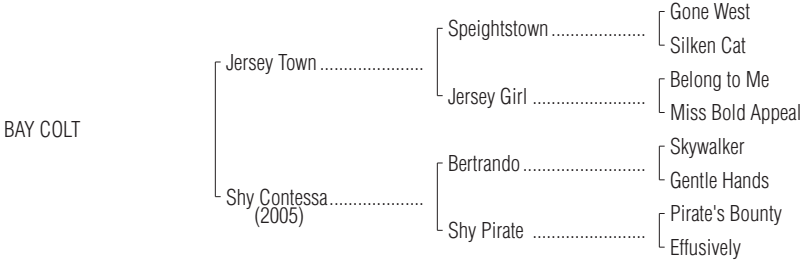 Gone West
Speightstown ......................
Silken Cat
Jersey Town ......................
Belong to Me
Jersey Girl ........................
Miss Bold Appeal
BAY COLT
Skywalker
Bertrando ..........................
Gentle Hands
Shy Contessa....................
(2005)
Pirate's Bounty
Shy Pirate ........................
Effusively